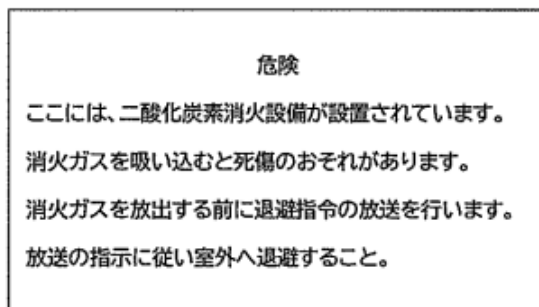 危険
ここには、二酸化炭素消火設備が設置されています。
消火ガスを吸い込むと死傷のおそれがあります。
消火ガスを放出する前に退避指令の放送を行います。
放送の指示に従い室外へ退避すること。